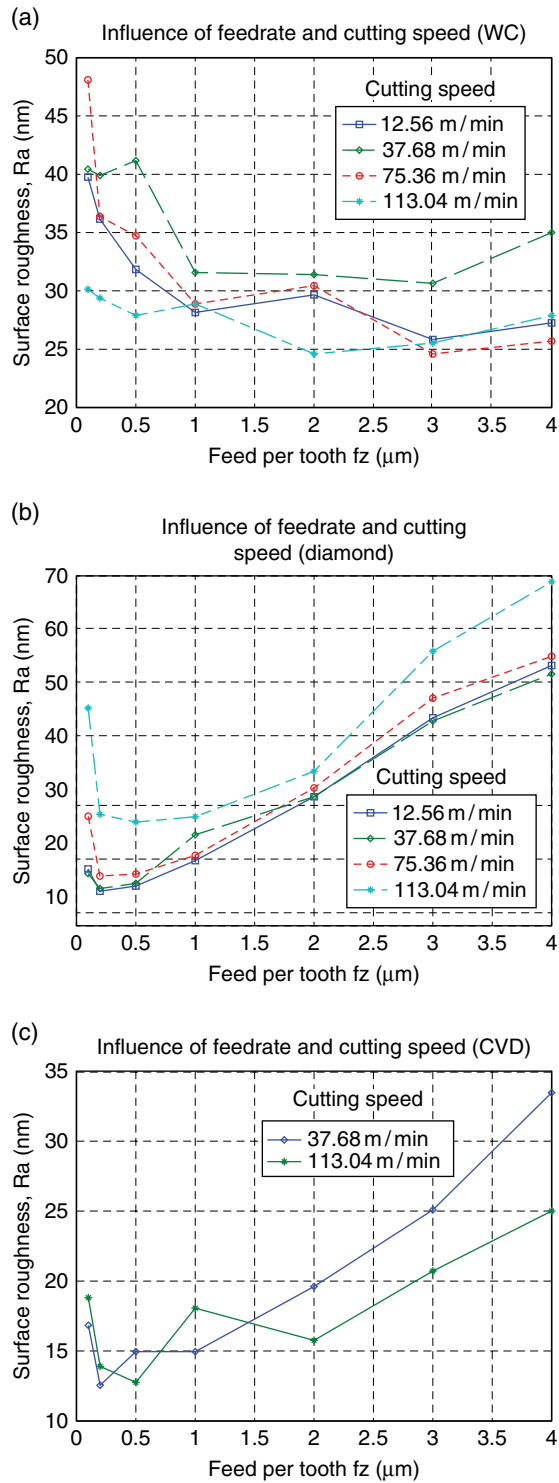 (a)
Influence of feedrate and cutting speed (WC)
50
45
40
35
30
25
20
Surface roughness, Ra (nm)
Cutting speed
12.56 m/min
37.68 m/min
75.36 m/min
113.04 m/min
0 0.5 1 1.5 2 2.5 3 3.5 4
Feed per tooth fz (μm)
(b)
Influence of feedrate and cutting
speed (diamond)
70
60
50
40
30
20
10
Surface roughness, Ra (nm)
Cutting speed
12.56 m/min
37.68 m/min
75.36 m/min
113.04 m/min
0 0.5 1 1.5 2 2.5 3 3.5 4
Feed per tooth fz (μm)
(c)
Influence of feedrate and cutting speed (CVD)
35
33
25
20
15
10
Surface roughness, Ra (nm)
Cutting speed
37.68 m/min
113.04 m/min
0 0.5 1 1.5 2 2.5 3 3.5 4
Feed per tooth fz (μm)